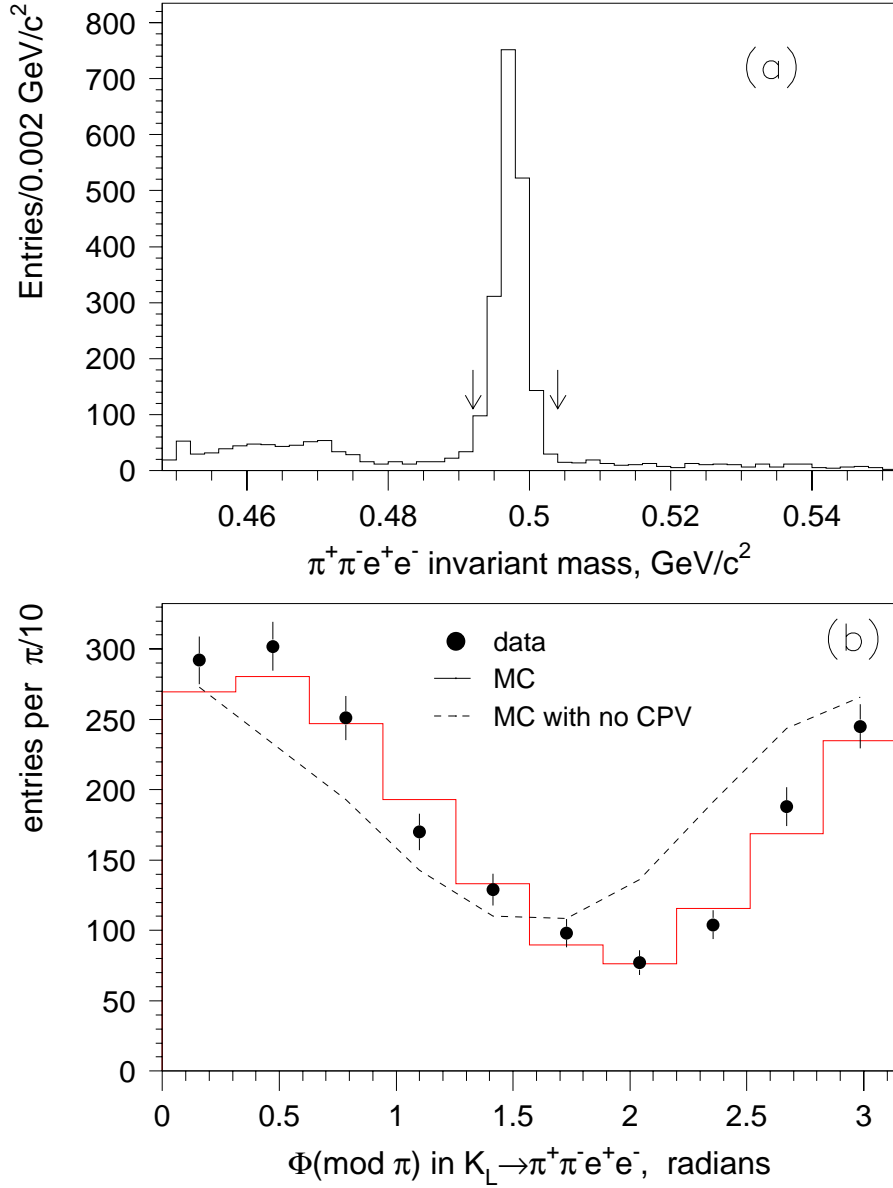 (a)
Entries/0.002 GeV/c²
800
700
600
500
400
300
200
100
0
0.46 0.48 0.5 0.52 0.54
π⁺π⁻e⁺e⁻ invariant mass, GeV/c²
(b)
entries per π/10
data
MC
MC with no CPV
300
250
200
150
100
50
0
0 0.5 1 1.5 2 2.5 3
Φ(mod π) in K_L→π⁺π⁻e⁺e⁻, radians